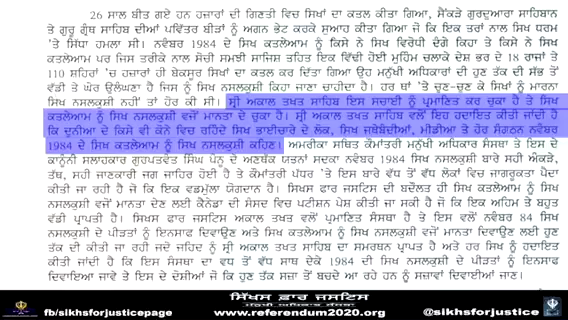 26 ਸਾਲ ਬੀਤ ਗਏ ਹਨ ਹਜ਼ਾਰਾਂ ਦੀ ਗਿਣਤੀ ਵਿਚ ਸਿਖਾਂ ਦਾ ਕਤਲ ਕੀਤਾ ਗਿਆ, ਸੈਂਕੜੇ ਗੁਰਦੁਆਰਾ ਸਾਹਿਬਾਨ
ਤੇ ਗੁਰੂ ਗ੍ਰੰਥ ਸਾਹਿਬ ਦੀਆਂ ਪਵਿੱਤਰ ਬੀੜਾਂ ਨੂੰ ਅਗਨ ਭੇਟ ਕਰਕੇ ਸੁਆਹ ਕੀਤਾ ਗਿਆ ਜੋ ਕਿ ਇਕ ਤਰਾਂ ਨਾਲ ਸਿਖ ਧਰਮ
'ਤੇ ਸਿੱਧਾ ਹਮਲਾ ਸੀ। ਨਵੰਬਰ 1984 ਦੇ ਸਿਖ ਕਤਲੇਆਮ ਨੂੰ ਕਿਸੇ ਨੇ ਸਿਖ ਵਿਰੋਧੀ ਦੰਗੇ ਕਿਹਾ ਤੇ ਕਿਸੇ ਨੇ ਸਿਖ
ਕਤਲੇਆਮ ਪਰ ਜਿਸ ਤਰੀਕੇ ਨਾਲ ਸੋਚੀ ਸਮਝੀ ਸਾਜਿਸ਼ ਤਹਿਤ ਇਕ ਵਿੱਢੀ ਹੋਈ ਮੁਹਿੰਮ ਚਲਾਕੇ ਦੇਸ਼ ਭਰ ਦੇ 18 ਰਾਜਾਂ ਤੇ
110 ਸ਼ਹਿਰਾਂ 'ਚ ਹਜ਼ਾਰਾਂ ਹੀ ਬੇਕਸੂਰ ਸਿਖਾਂ ਦਾ ਕਤਲ ਕਰ ਦਿੱਤਾ ਗਿਆ ਉਹ ਮਨੁੱਖੀ ਅਧਿਕਾਰਾਂ ਦੀ ਹੁਣ ਤੱਕ ਦੀ ਸੱਭ ਤੋਂ
ਵੱਡੀ ਤੇ ਘੋਰ ਉਲੰਘਣਾ ਹੈ ਜਿਸ ਨੂੰ ਸਿਖ ਨਸਲਕੁਸ਼ੀ ਕਿਹਾ ਜਾਣਾ ਚਾਹੀਦਾ ਹੈ। ਹਰ ਥਾਂ 'ਤੇ ਚੁਣ-ਚੁਣ ਕੇ ਸਿਖਾਂ ਨੂੰ ਮਾਰਨਾ
ਸਿਖ ਨਸਲਕੁਸ਼ੀ ਨਹੀਂ ਤਾਂ ਹੋਰ ਕੀ ਸੀ। ਸ੍ਰੀ ਅਕਾਲ ਤਖਤ ਸਾਹਿਬ ਇਸ ਸਚਾਈ ਨੂੰ ਪ੍ਰਮਾਣਿਤ ਕਰ ਚੁਕਾ ਹੈ ਤੇ ਸਿਖ
ਕਤਲੇਆਮ ਨੂੰ ਸਿਖ ਨਸਲਕੁਸ਼ੀ ਵਜੋਂ ਮਾਨਤਾ ਦੇ ਚੁਕਾ ਹੈ। ਸ੍ਰੀ ਅਕਾਲ ਤਖਤ ਸਾਹਿਬ ਵਲੋਂ ਇਹ ਹਦਾਇਤ ਕੀਤੀ ਜਾਂਦੀ ਹੈ
ਕਿ ਦੁਨੀਆ ਦੇ ਕਿਸੇ ਵੀ ਕੋਨੇ ਵਿਚ ਰਹਿੰਦੇ ਸਿਖ ਭਾਈਚਾਰੇ ਦੇ ਲੋਕ, ਸਿਖ ਜਥੇਬੰਦੀਆਂ, ਮੀਡੀਆ ਤੇ ਹੋਰ ਸੰਗਠਨ ਨਵੰਬਰ
1984 ਦੇ ਸਿਖ ਕਤਲੇਆਮ ਨੂੰ ਸਿਖ ਨਸਲਕੁਸ਼ੀ ਕਹਿਣ। ਅਮਰੀਕਾ ਸਥਿਤ ਕੌਮਾਂਤਰੀ ਮਨੁੱਖੀ ਅਧਿਕਾਰ ਸੰਸਥਾ ਤੇ ਇਸ ਦੇ
ਕਾਨੂੰਨੀ ਸਲਾਹਕਾਰ ਗੁਰਪਤਵੰਤ ਸਿੰਘ ਪੰਨੂ ਦੇ ਅਣਥੱਕ ਯਤਨਾਂ ਸਦਕਾ ਨਵੰਬਰ 1984 ਸਿਖ ਨਸਲਕੁਸ਼ੀ ਬਾਰੇ ਸਹੀ ਅੰਕੜੇ,
ਤੱਥ, ਸਹੀ ਜਾਣਕਾਰੀ ਜਗ ਜਾਹਿਰ ਹੋਈ ਹੈ ਤੇ ਕੌਮਾਂਤਰੀ ਪੱਧਰ 'ਤੇ ਇਸ ਬਾਰੇ ਵੱਧ ਤੋਂ ਵੱਧ ਲੋਕਾਂ ਵਿਚ ਜਾਗਰੂਕਤਾ ਪੈਦਾ
ਕੀਤੀ ਜਾ ਰਹੀ ਹੈ ਜੋ ਕਿ ਇਕ ਵਡਮੁੱਲਾ ਯੋਗਦਾਨ ਹੈ। ਸਿਖਸ ਫਾਰ ਜਸਟਿਸ ਦੀ ਬਦੌਲਤ ਹੀ ਸਿਖ ਕਤਲੇਆਮ ਨੂੰ ਸਿਖ
ਨਸਲਕੁਸ਼ੀ ਵਜੋਂ ਮਾਨਤਾ ਦੇਣ ਲਈ ਕੈਨੇਡਾ ਦੀ ਸੰਸਦ ਵਿਚ ਪਟੀਸ਼ਨ ਪੇਸ਼ ਕੀਤੀ ਜਾ ਸਕੀ ਹੈ ਜੋ ਕਿ ਇਕ ਅਹਿਮ ਤੇ ਬਹੁਤ
ਵੱਡੀ ਪ੍ਰਾਪਤੀ ਹੈ। ਸਿਖਸ ਫਾਰ ਜਸਟਿਸ ਅਕਾਲ ਤਖਤ ਵਲੋਂ ਪ੍ਰਮਾਣਿਤ ਸੰਸਥਾ ਹੈ ਤੇ ਇਸ ਵਲੋਂ ਨਵੰਬਰ 84 ਸਿਖ
ਨਸਲਕੁਸ਼ੀ ਦੇ ਪੀੜਤਾਂ ਨੂੰ ਇਨਸਾਫ ਦਿਵਾਉਣ ਅਤੇ ਸਿਖ ਕਤਲੇਆਮ ਨੂੰ ਸਿਖ ਨਸਲਕੁਸ਼ੀ ਵਜੋਂ ਮਾਨਤਾ ਦਿਵਾਉਣ ਲਈ ਹੁਣ
ਤੱਕ ਦੀ ਕੀਤੀ ਜਾ ਰਹੀ ਜਦੋ ਜਹਿਦ ਨੂੰ ਸ੍ਰੀ ਅਕਾਲ ਤਖਤ ਸਾਹਿਬ ਦਾ ਸਮਰਥਨ ਪ੍ਰਾਪਤ ਹੈ ਅਤੇ ਹਰ ਸਿਖ ਨੂੰ ਹਦਾਇਤ
ਕੀਤੀ ਜਾਂਦੀ ਹੈ ਕਿ ਇਸ ਸੰਸਥਾ ਦਾ ਵਧ ਤੋਂ ਵੱਧ ਸਾਥ ਦੇਕੇ 1984 ਦੀ ਸਿਖ ਨਸਲਕੁਸ਼ੀ ਦੇ ਪੀੜਤਾਂ ਨੂੰ ਇਨਸਾਫ
ਦਿਵਾਇਆ ਜਾਵੇ ਤੇ ਇਸ ਦੇ ਦੋਸ਼ੀਆਂ ਜੋ ਕਿ ਹੁਣ ਤਕ ਸਜ਼ਾ ਤੋਂ ਬਚਦੇ ਆ ਰਹੇ ਹਨ ਨੂੰ ਸਜ਼ਾਵਾਂ ਦਿਵਾਈਆਂ ਜਾਣ।
ਸਿੱਖਸ ਫ਼ਾਰ ਜਸਟਿਸ
ਮਨੁੱਖੀ ਅਧਿਕਾਰ ਸੰਸਥਾ
fb/sikhsforjusticepage www.referendum2020.org @sikhsforjustice